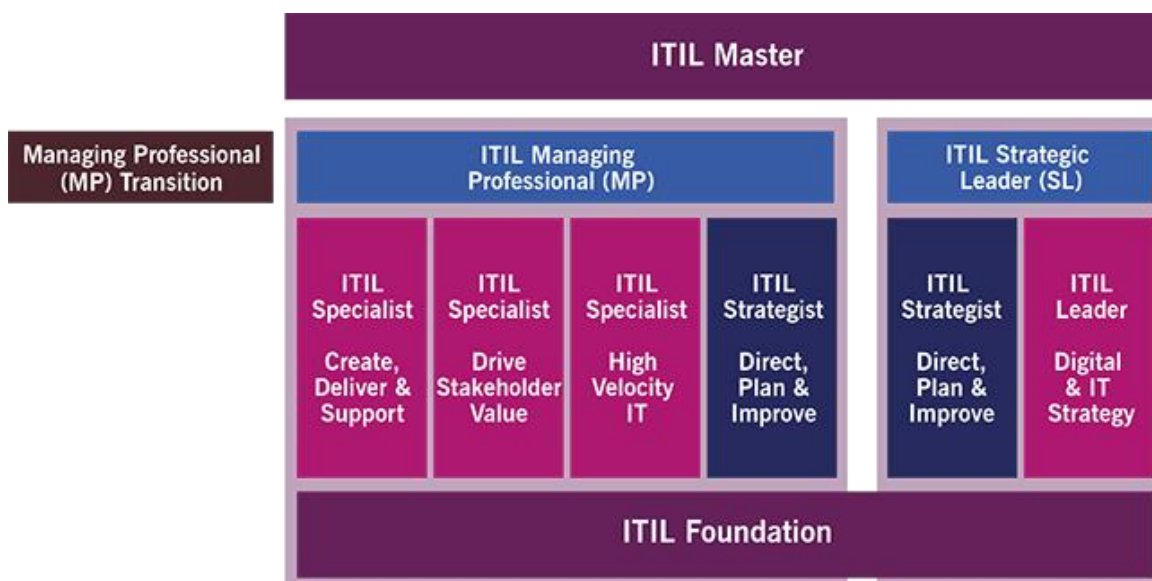 ITIL Master
Managing Professional
(MP) Transition
ITIL Managing
Professional (MP)
ITIL Strategic
Leader (SL)
ITIL
Specialist
Create,
Deliver &
Support
ITIL
Specialist
Drive
Stakeholder
Value
ITIL
Specialist
High
Velocity
IT
ITIL
Strategist
Direct,
Plan &
Improve
ITIL
Strategist
Direct,
Plan &
Improve
ITIL
Leader
Digital
& IT
Strategy
ITIL Foundation